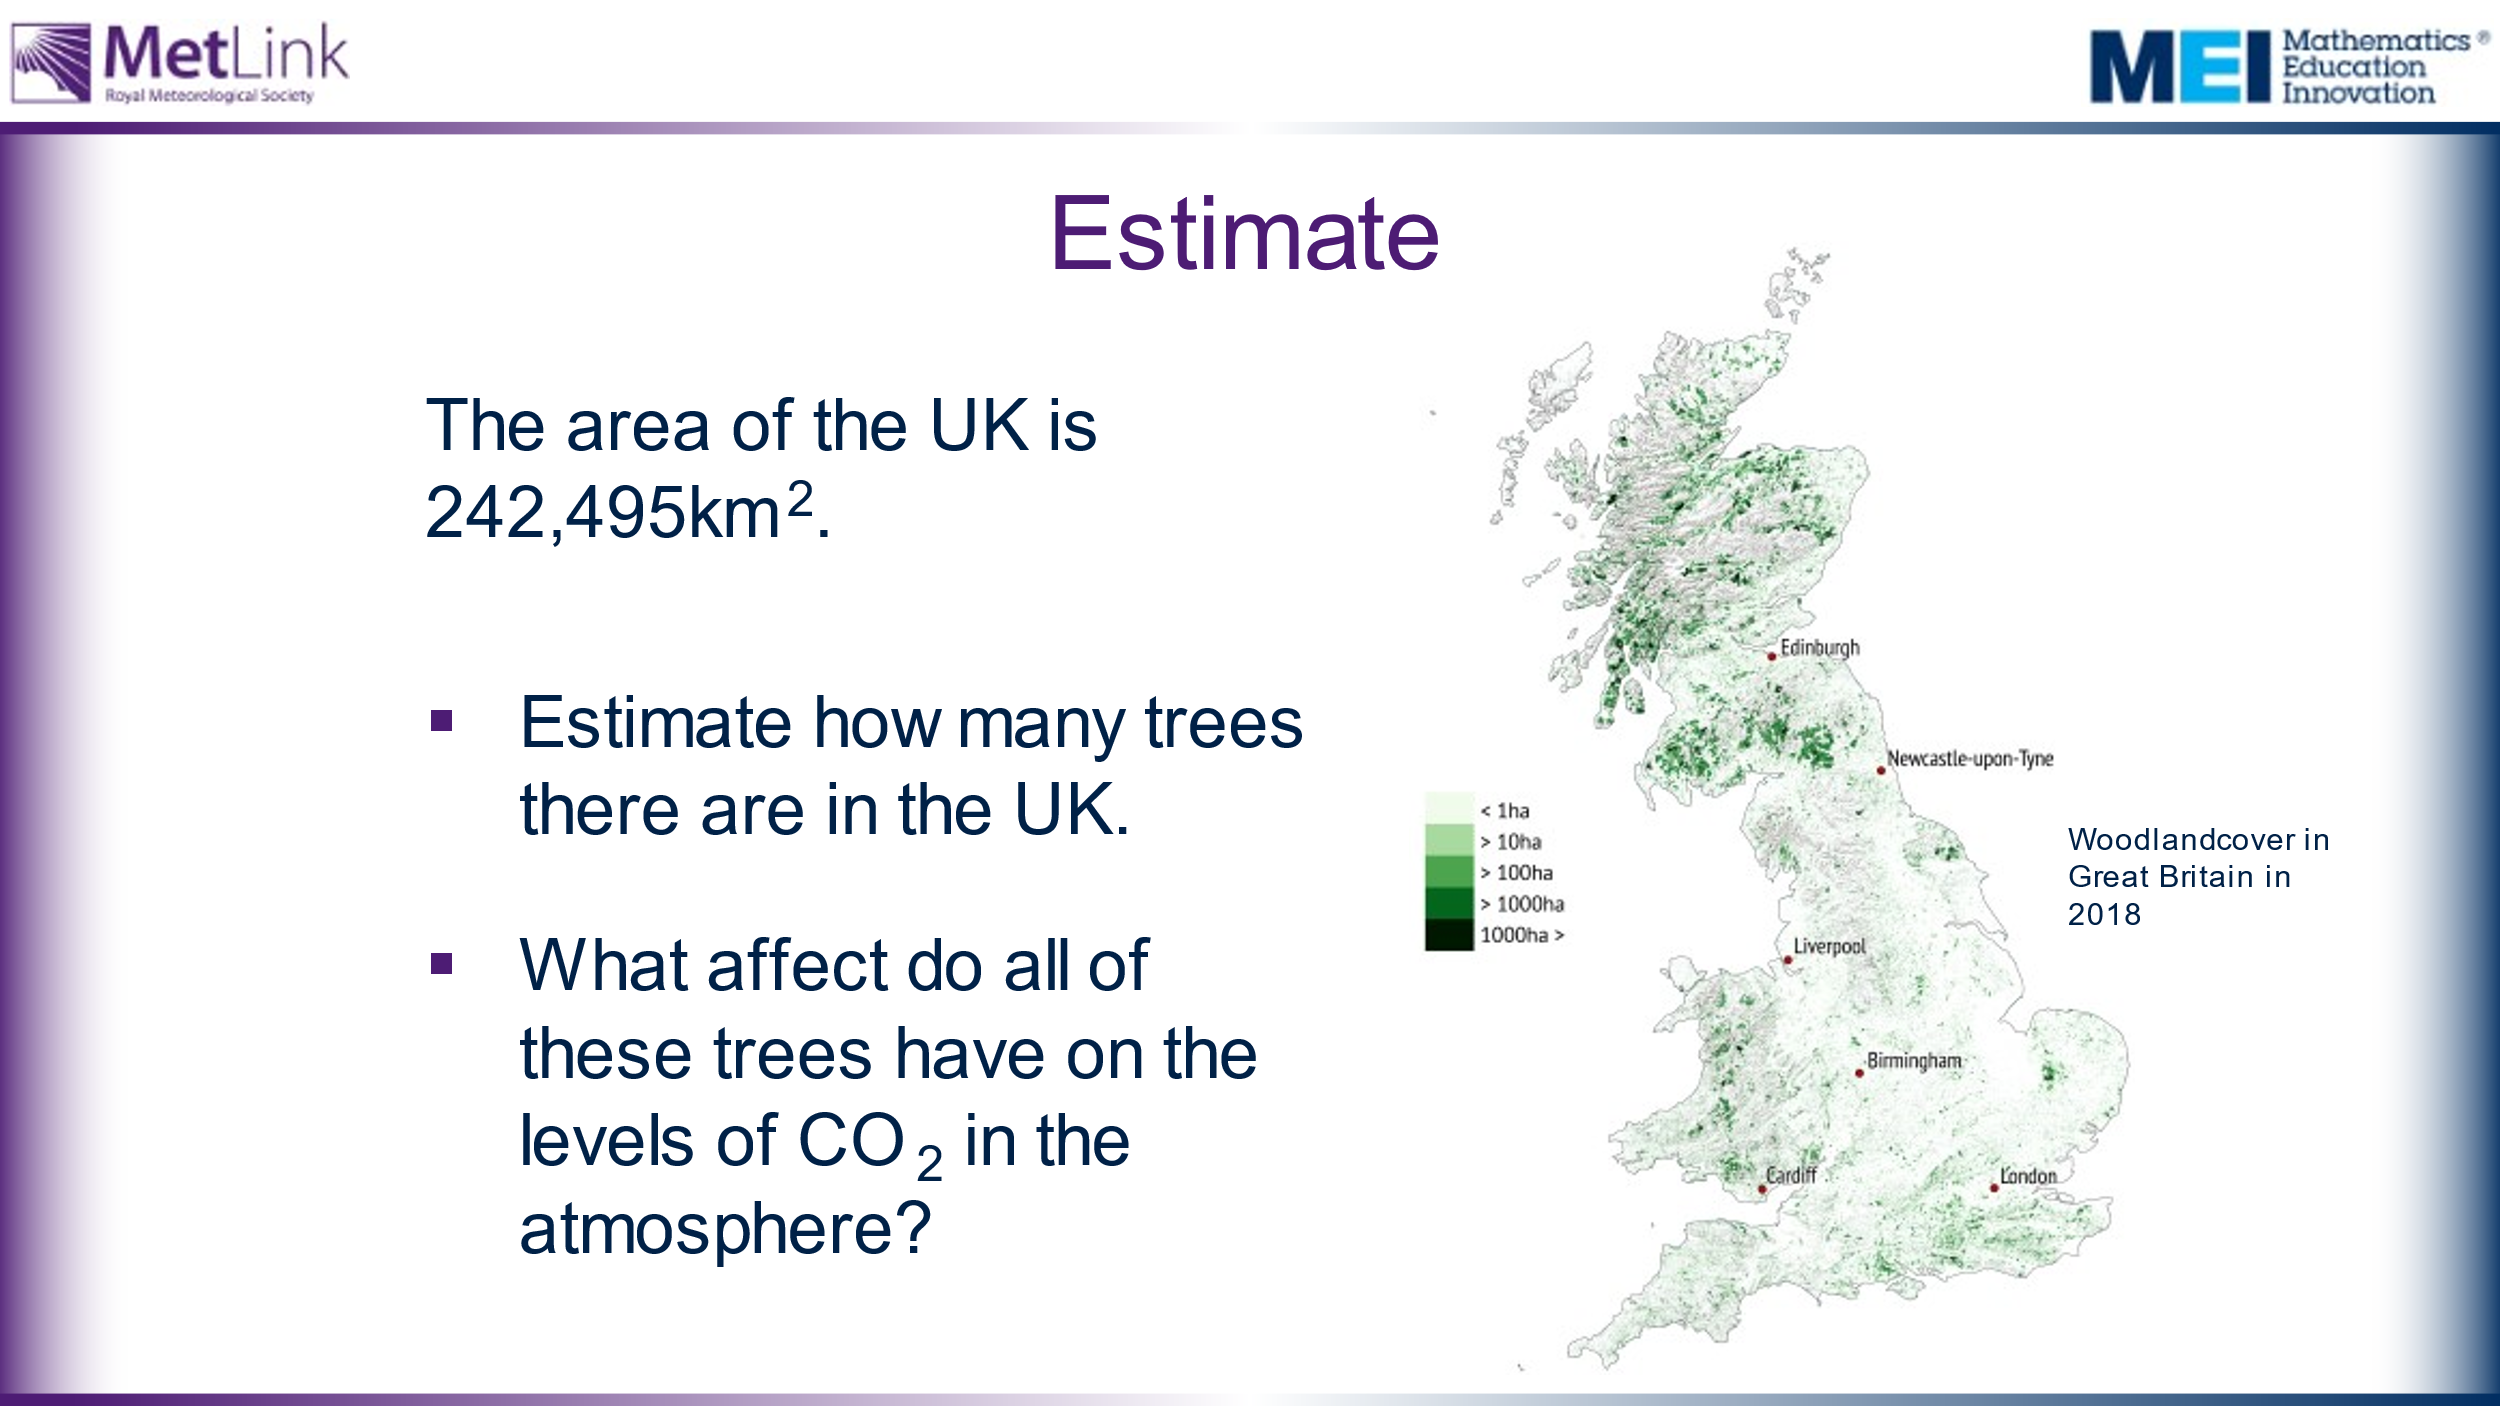 MetLink
Royal Meteorological Society
MEI Mathematics ®
Education
Innovation
Estimate
The area of the UK is
242,495km².
▪ Estimate how many trees
there are in the UK.
▪ What affect do all of
these trees have on the
levels of CO₂ in the
atmosphere?
Edinburgh
Newcastle-upon-Tyne
< 1ha
> 10ha
> 100ha
> 1000ha
1000ha >
Woodlandcover in
Great Britain in
2018
Liverpool
Birmingham
Cardiff
London